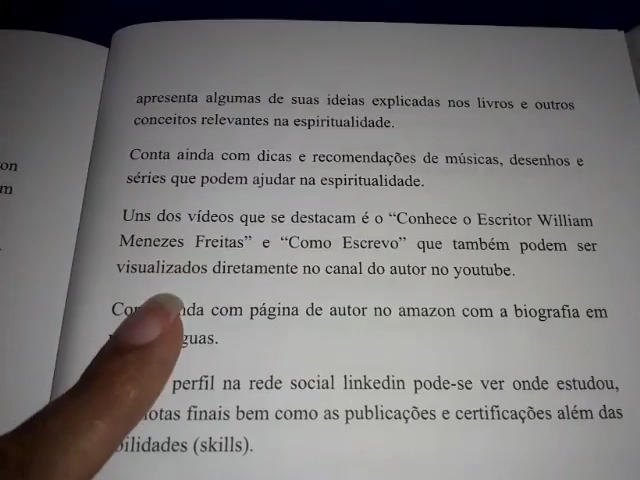 on
m
apresenta algumas de suas ideias explicadas nos livros e outros
conceitos relevantes na espiritualidade.
Conta ainda com dicas e recomendações de músicas, desenhos e
séries que podem ajudar na espiritualidade.
Uns dos vídeos que se destacam é o “Conhece o Escritor William
Menezes Freitas” e “Como Escrevo” que também podem ser
visualizados diretamente no canal do autor no youtube.
com página de autor no amazon com a biografia em
perfil na rede social linkedin pode-se ver onde estudou,
notas finais bem como as publicações e certificações além das
(skills).